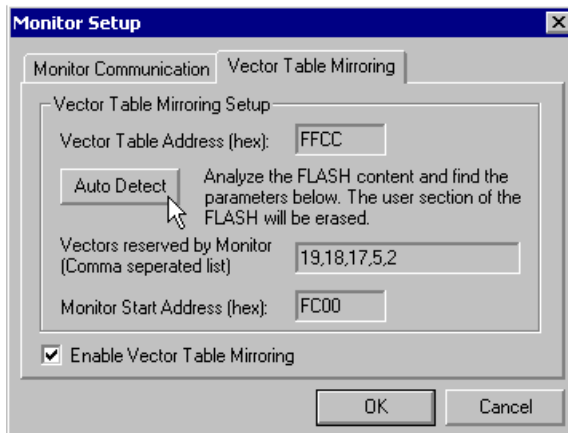 Monitor Setup
Monitor Communication Vector Table Mirroring
Vector Table Mirroring Setup
Vector Table Address (hex): FFCC
Auto Detect
Analyze the FLASH content and find the
parameters below. The user section of the
FLASH will be erased.
Vectors reserved by Monitor
(Comma seperated list)
19,18,17,5,2
Monitor Start Address (hex): FC00
Enable Vector Table Mirroring
OK Cancel